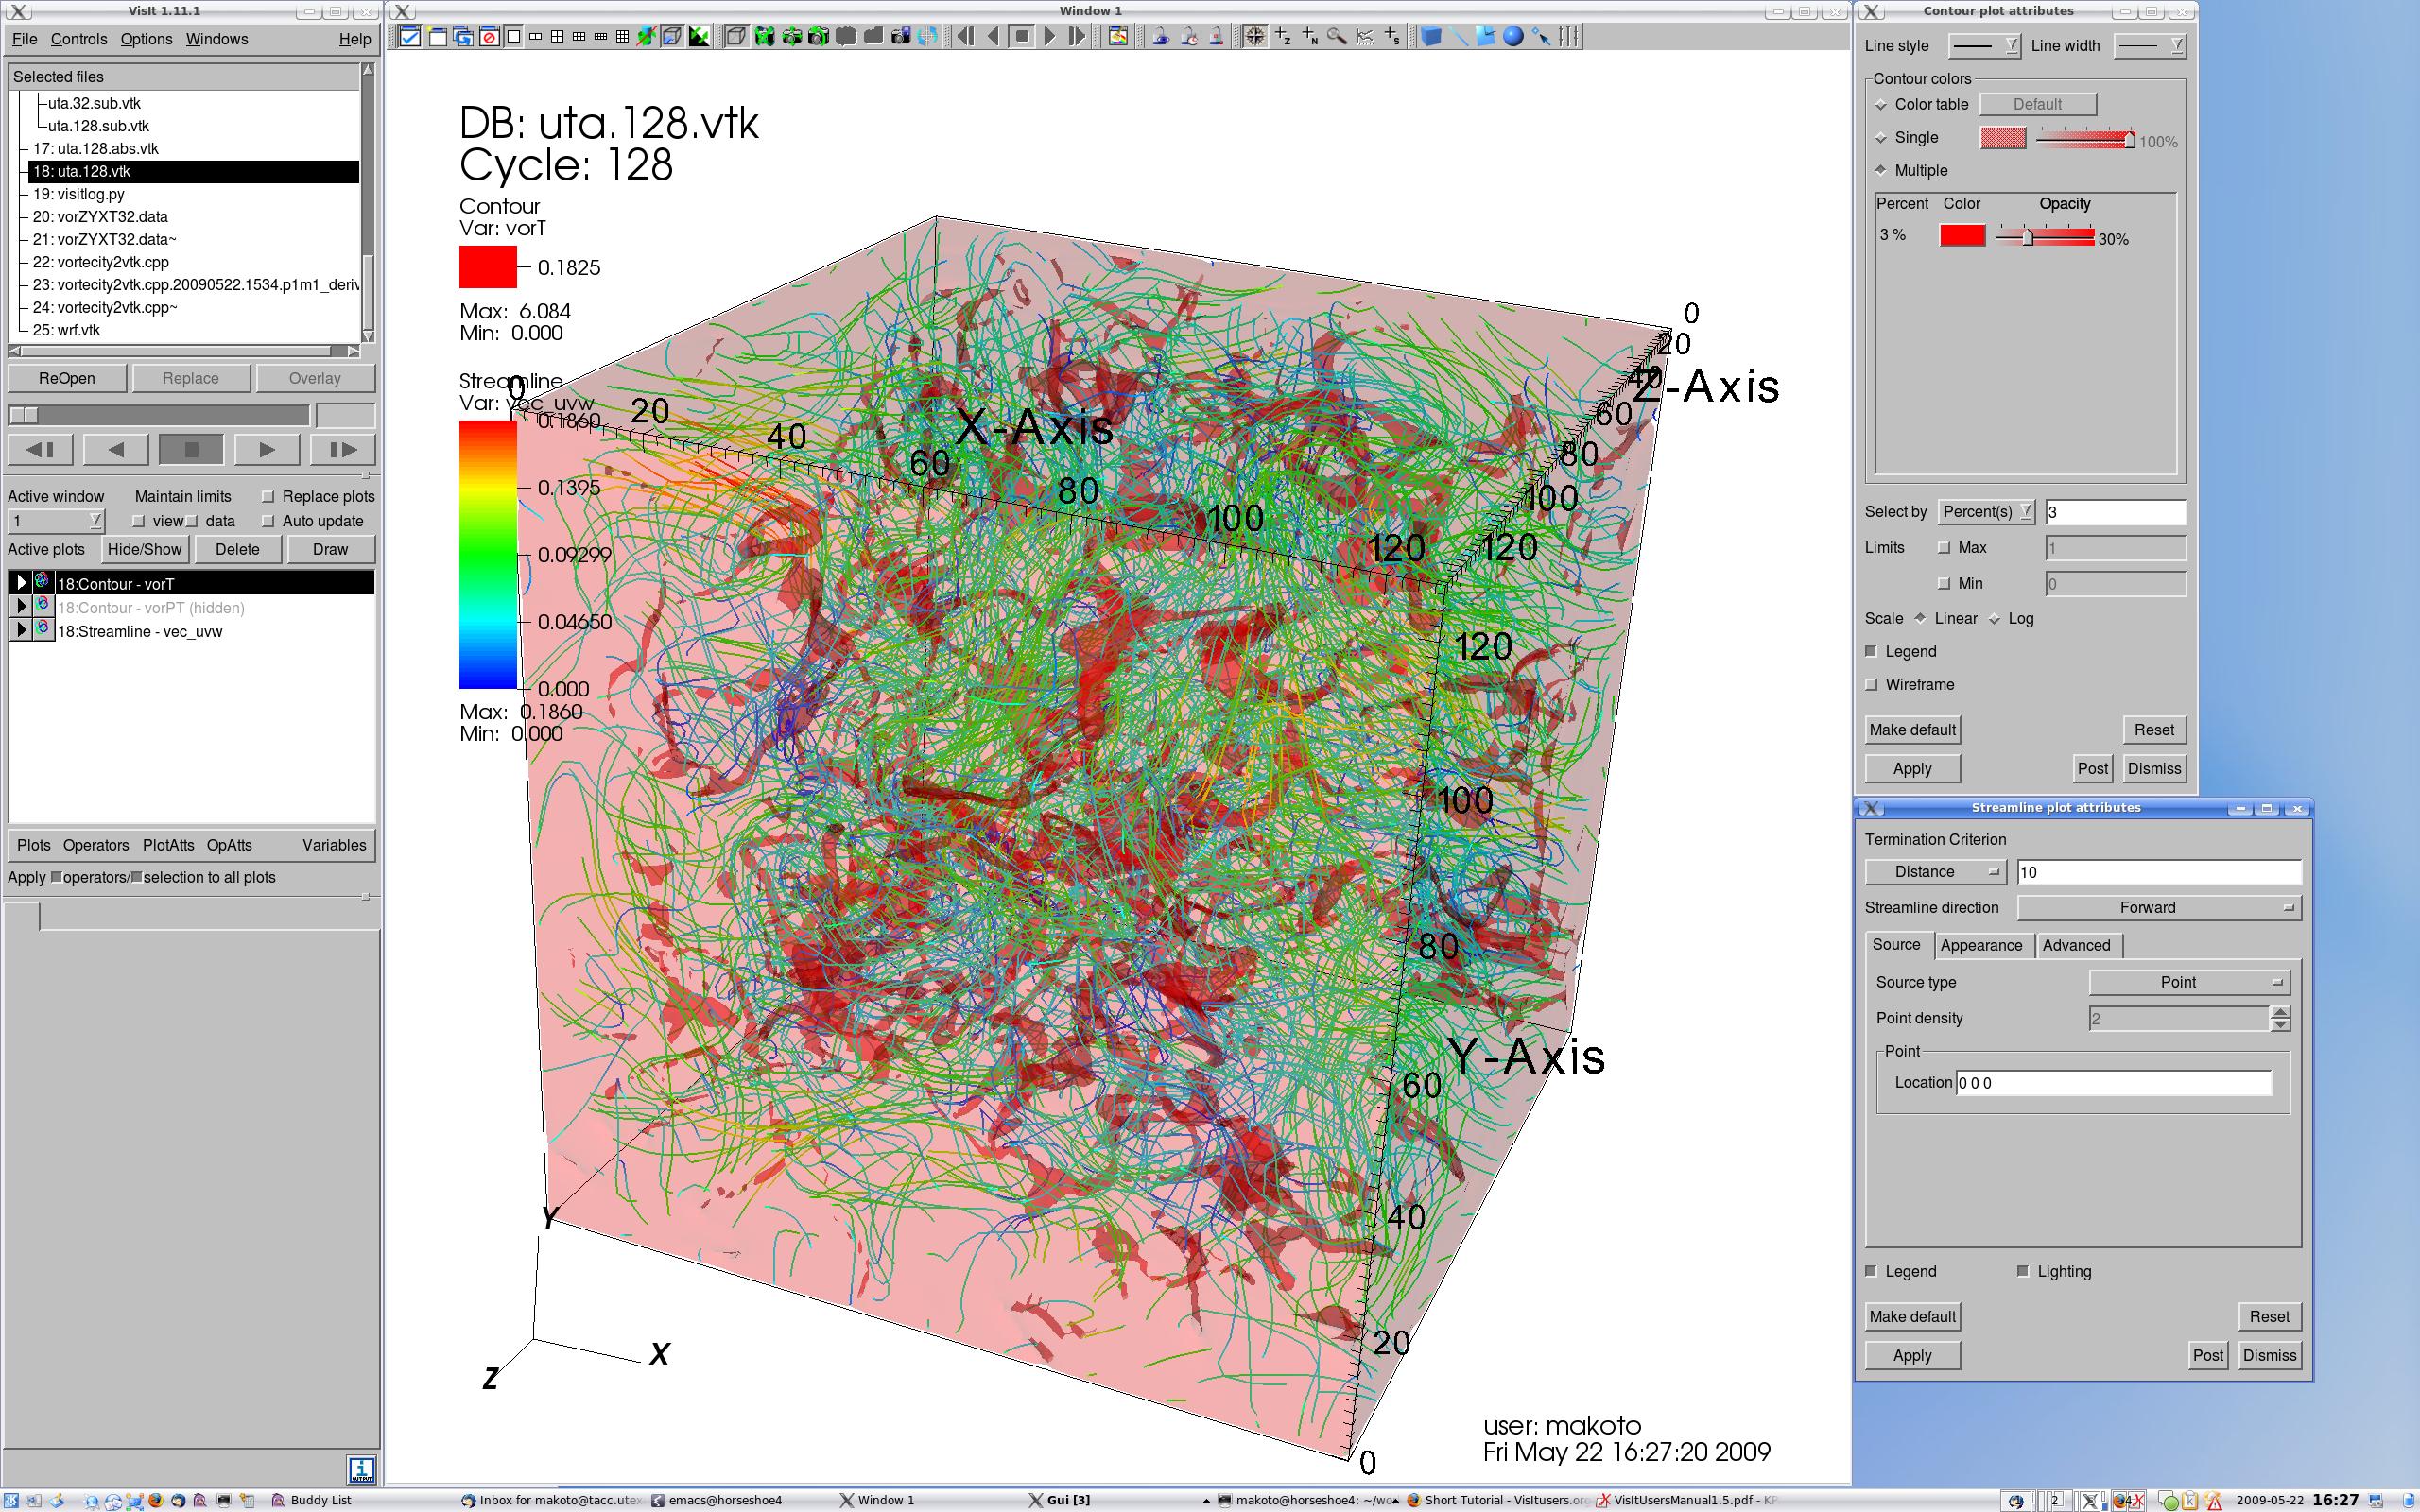 VisIt 1.11.1
File Controls Options Windows Help
Selected files
uta.32.sub.vtk
uta.128.sub.vtk
17: uta.128.abs.vtk
18: uta.128.vtk
19: visitlog.py
20: vorZYXT32.data
21: vorZYXT32.data~
22: vortecity2vtk.cpp
23: vortecity2vtk.cpp.20090522.1534.p1m1_deriv
24: vortecity2vtk.cpp~
25: wrf.vtk
ReOpen Replace Overlay
Active window Maintain limits Replace plots
1 view data Auto update
Active plots Hide/Show Delete Draw
18:Contour - vorT
18:Contour - vorPT (hidden)
18:Streamline - vec_uvw
Plots Operators PlotAtts OpAtts Variables
Apply operators/ selection to all plots
Window 1
DB: uta.128.vtk
Cycle: 128
Contour
Var: vorT
0.1825
Max: 6.084
Min: 0.000
Streamline
Var: vec_uvw
0.1860
0.1395
0.09299
0.04650
0.000
Max: 0.1860
Min: 0.000
0
20
40
60
80
100
120
X-Axis
0
20
40
60
80
100
120
Z-Axis
120
100
80
60
40
20
0
Y-Axis
Y
X
Z
user: makoto
Fri May 22 16:27:20 2009
Contour plot attributes
Line style Line width
Contour colors
Color table Default
Single 100%
Multiple
Percent Color Opacity
3 % 30%
Select by Percent(s) 3
Limits Max 1
Min 0
Scale Linear Log
Legend
Wireframe
Make default Reset
Apply Post Dismiss
Streamline plot attributes
Termination Criterion
Distance 10
Streamline direction Forward
Source Appearance Advanced
Source type Point
Point density 2
Point
Location 0 0 0
Legend Lighting
Make default Reset
Apply Post Dismiss
Buddy List Inbox for makoto@tacc.utex emacs@horseshoe4 Window 1 Gui [3] makoto@horseshoe4: ~/wo Short Tutorial - VisItusers.org VisItUsersManual1.5.pdf - KP 2 2009-05-22 16:27